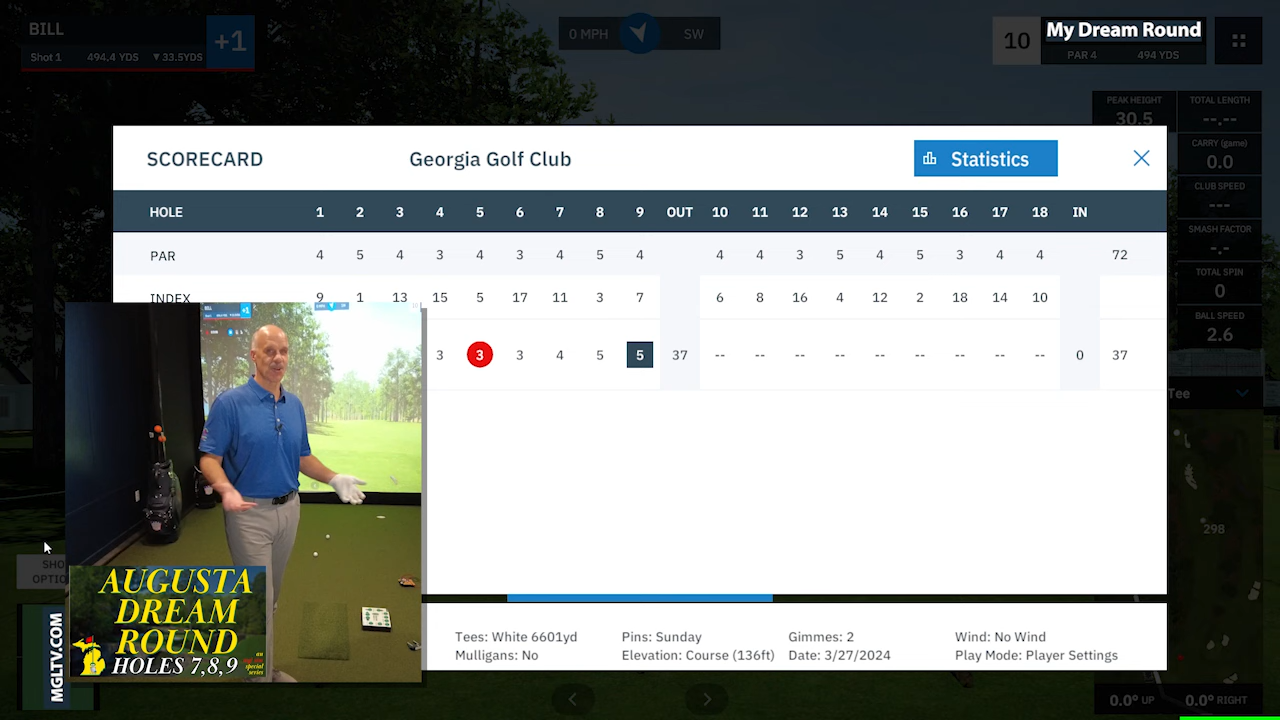 BILL
Shot 1 494.4 YDS ▼33.5YDS
+1
0 MPH SW
10
My Dream Round
PAR 4 494 YDS
PEAK HEIGHT
30.5
TOTAL LENGTH
--.--
CARRY (game)
0.0
CLUB SPEED
---
SMASH FACTOR
-.-
TOTAL SPIN
0
BALL SPEED
2.6
Tee
298
SCORECARD Georgia Golf Club Statistics
HOLE 1 2 3 4 5 6 7 8 9 OUT 10 11 12 13 14 15 16 17 18 IN
PAR 4 5 4 3 4 3 4 5 4 4 4 3 5 4 5 3 4 4 72
INDEX 9 1 13 15 5 17 11 3 7 6 8 16 4 12 2 18 14 10
3 3 3 4 5 5 37 -- -- -- -- -- -- -- -- -- 0 37
Tees: White 6601yd Pins: Sunday Gimmes: 2 Wind: No Wind
Mulligans: No Elevation: Course (136ft) Date: 3/27/2024 Play Mode: Player Settings
SHO
OPTIO
MGLTV.COM
AUGUSTA
DREAM
ROUND
HOLES 7,8,9
an
special
series
0.0° UP 0.0° RIGHT